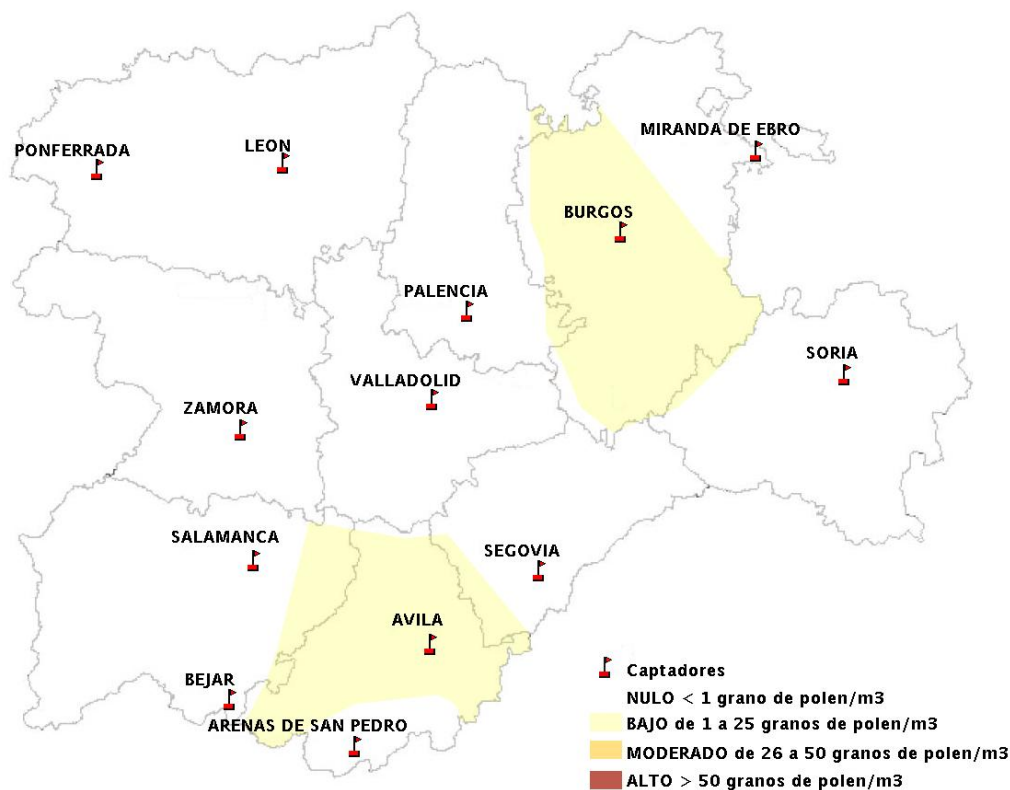 MIRANDA DE EBRO
PONFERRADA
LEON
BURGOS
PALENCIA
SORIA
VALLADOLID
ZAMORA
SALAMANCA
SEGOVIA
AVILA
BEJAR
ARENAS DE SAN PEDRO
Captadores
NULO < 1 grano de polen/m3
BAJO de 1 a 25 granos de polen/m3
MODERADO de 26 a 50 granos de polen/m3
ALTO > 50 granos de polen/m3